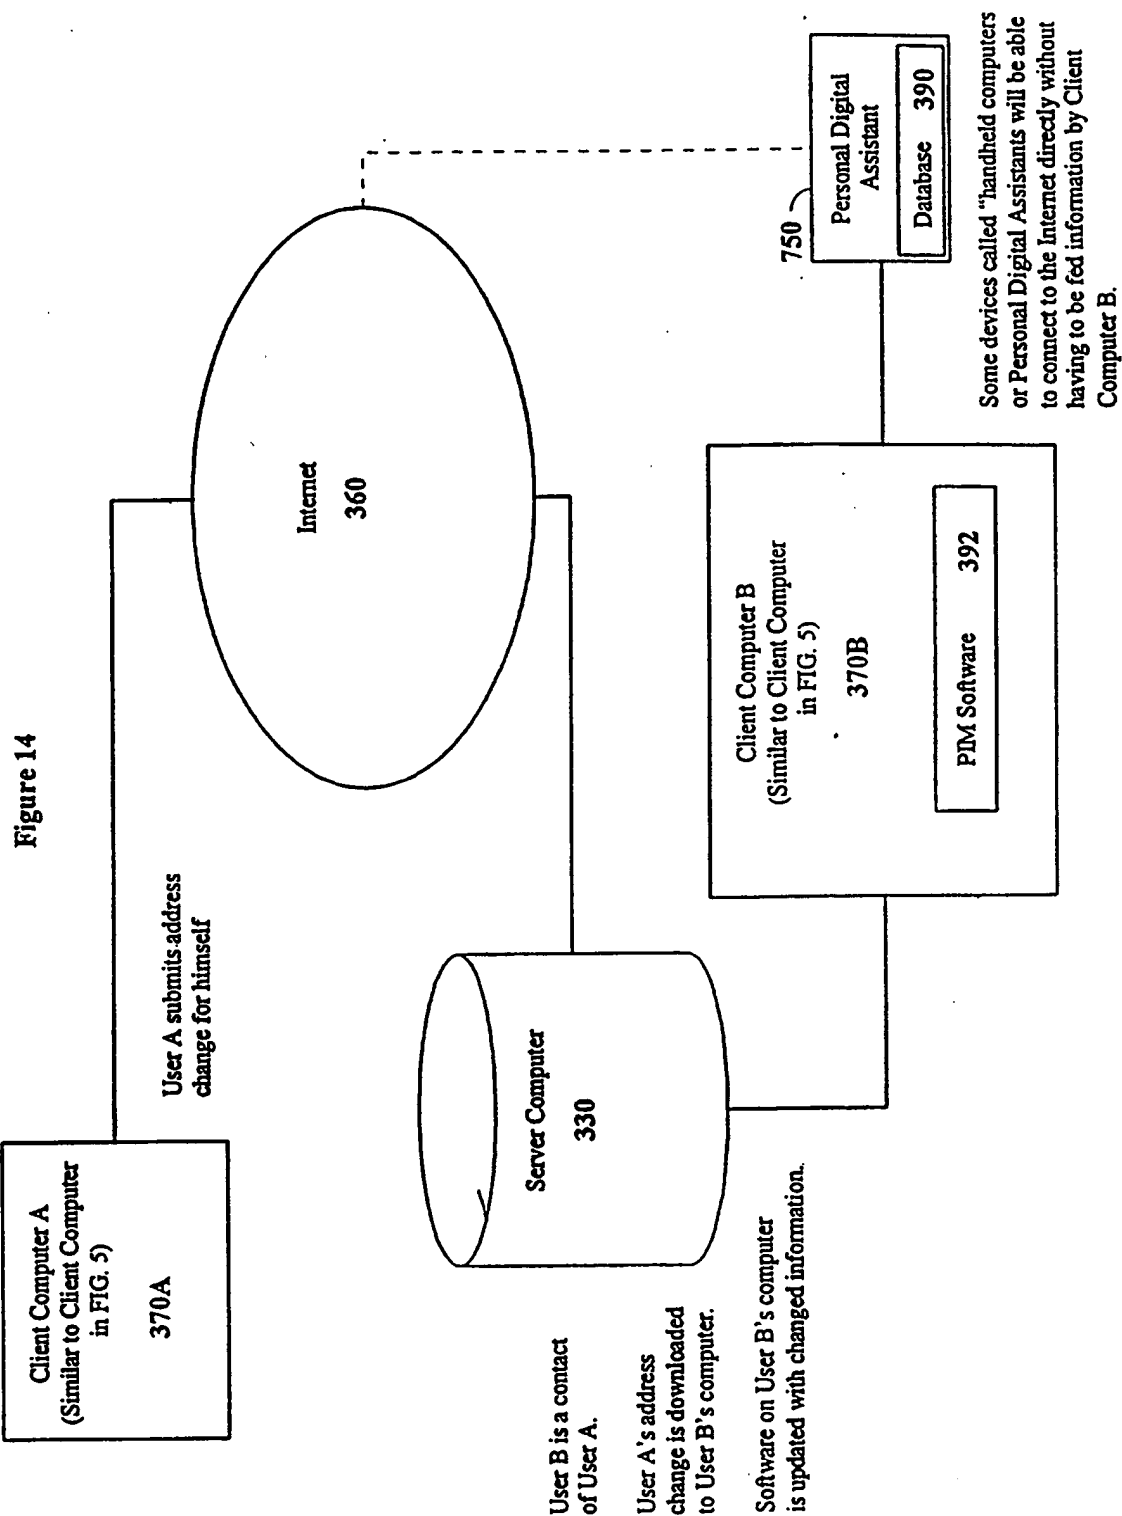 Figure 14
Client Computer A
(Similar to Client Computer
in FIG. 5)
370A
User A submits address
change for himself
Internet
360
Server Computer
330
User B is a contact
of User A.
User A's address
change is downloaded
to User B's computer.
Software on User B's computer
is updated with changed information.
Client Computer B
(Similar to Client Computer
in FIG. 5)
370B
PIM Software 392
750
Personal Digital
Assistant
Database 390
Some devices called "handheld computers
or Personal Digital Assistants will be able
to connect to the Internet directly without
having to be fed information by Client
Computer B.